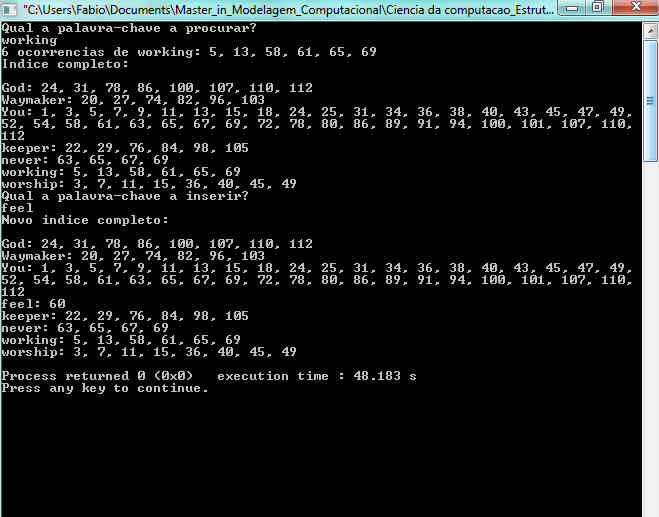 "C:\Users\Fabio\Documents\Master_in_Modelagem_Computacional\Ciencia da computacao_Estrut...
Qual a palavra-chave a procurar?
working
6 ocorrencias de working: 5, 13, 58, 61, 65, 69
Indice completo:
God: 24, 31, 78, 86, 100, 107, 110, 112
Waymaker: 20, 27, 74, 82, 96, 103
You: 1, 3, 5, 7, 9, 11, 13, 15, 18, 24, 25, 31, 34, 36, 38, 40, 43, 45, 47, 49,
52, 54, 58, 61, 63, 65, 67, 69, 72, 78, 80, 86, 89, 91, 94, 100, 101, 107, 110,
112
keeper: 22, 29, 76, 84, 98, 105
never: 63, 65, 67, 69
working: 5, 13, 58, 61, 65, 69
worship: 3, 7, 11, 15, 36, 40, 45, 49
Qual a palavra-chave a inserir?
feel
Novo indice completo:
God: 24, 31, 78, 86, 100, 107, 110, 112
Waymaker: 20, 27, 74, 82, 96, 103
You: 1, 3, 5, 7, 9, 11, 13, 15, 18, 24, 25, 31, 34, 36, 38, 40, 43, 45, 47, 49,
52, 54, 58, 61, 63, 65, 67, 69, 72, 78, 80, 86, 89, 91, 94, 100, 101, 107, 110,
112
feel: 60
keeper: 22, 29, 76, 84, 98, 105
never: 63, 65, 67, 69
working: 5, 13, 58, 61, 65, 69
worship: 3, 7, 11, 15, 36, 40, 45, 49
Process returned 0 (0x0)   execution time : 48.183 s
Press any key to continue.